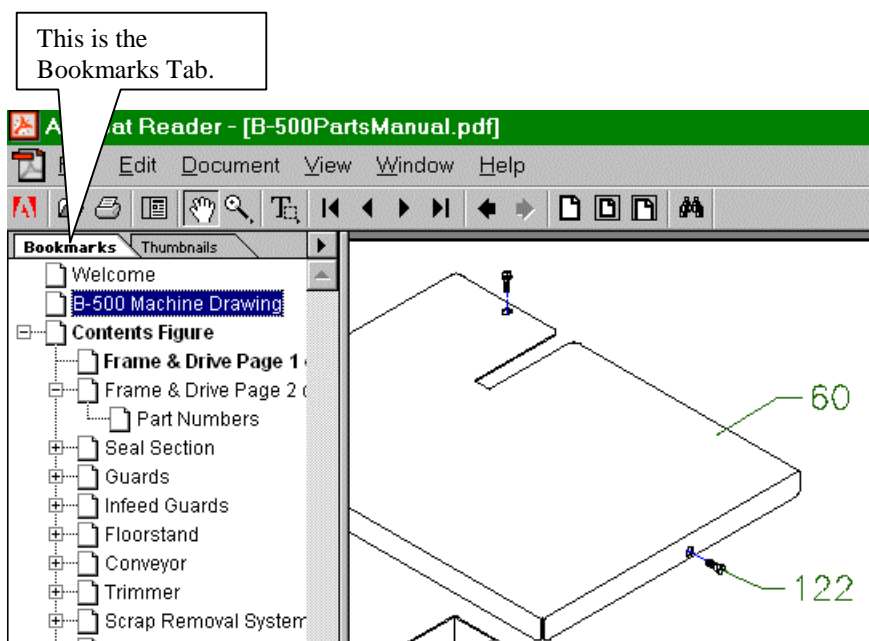 This is the
Bookmarks Tab.
A at Reader - [B-500PartsManual.pdf]
F Edit Document View Window Help
Bookmarks Thumbnails
Welcome
B-500 Machine Drawing
Contents Figure
Frame & Drive Page 1
Frame & Drive Page 2
Part Numbers
Seal Section
Guards
Infeed Guards
Floorstand
Conveyor
Trimmer
Scrap Removal System
60
122